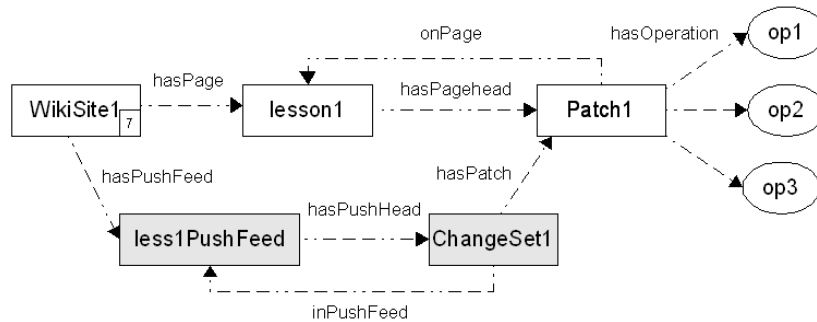 onPage
hasOperation
op1
hasPage
hasPagehead
WikiSite1
7
lesson1
Patch1
op2
hasPushFeed
hasPatch
op3
hasPushHead
less1PushFeed
ChangeSet1
inPushFeed